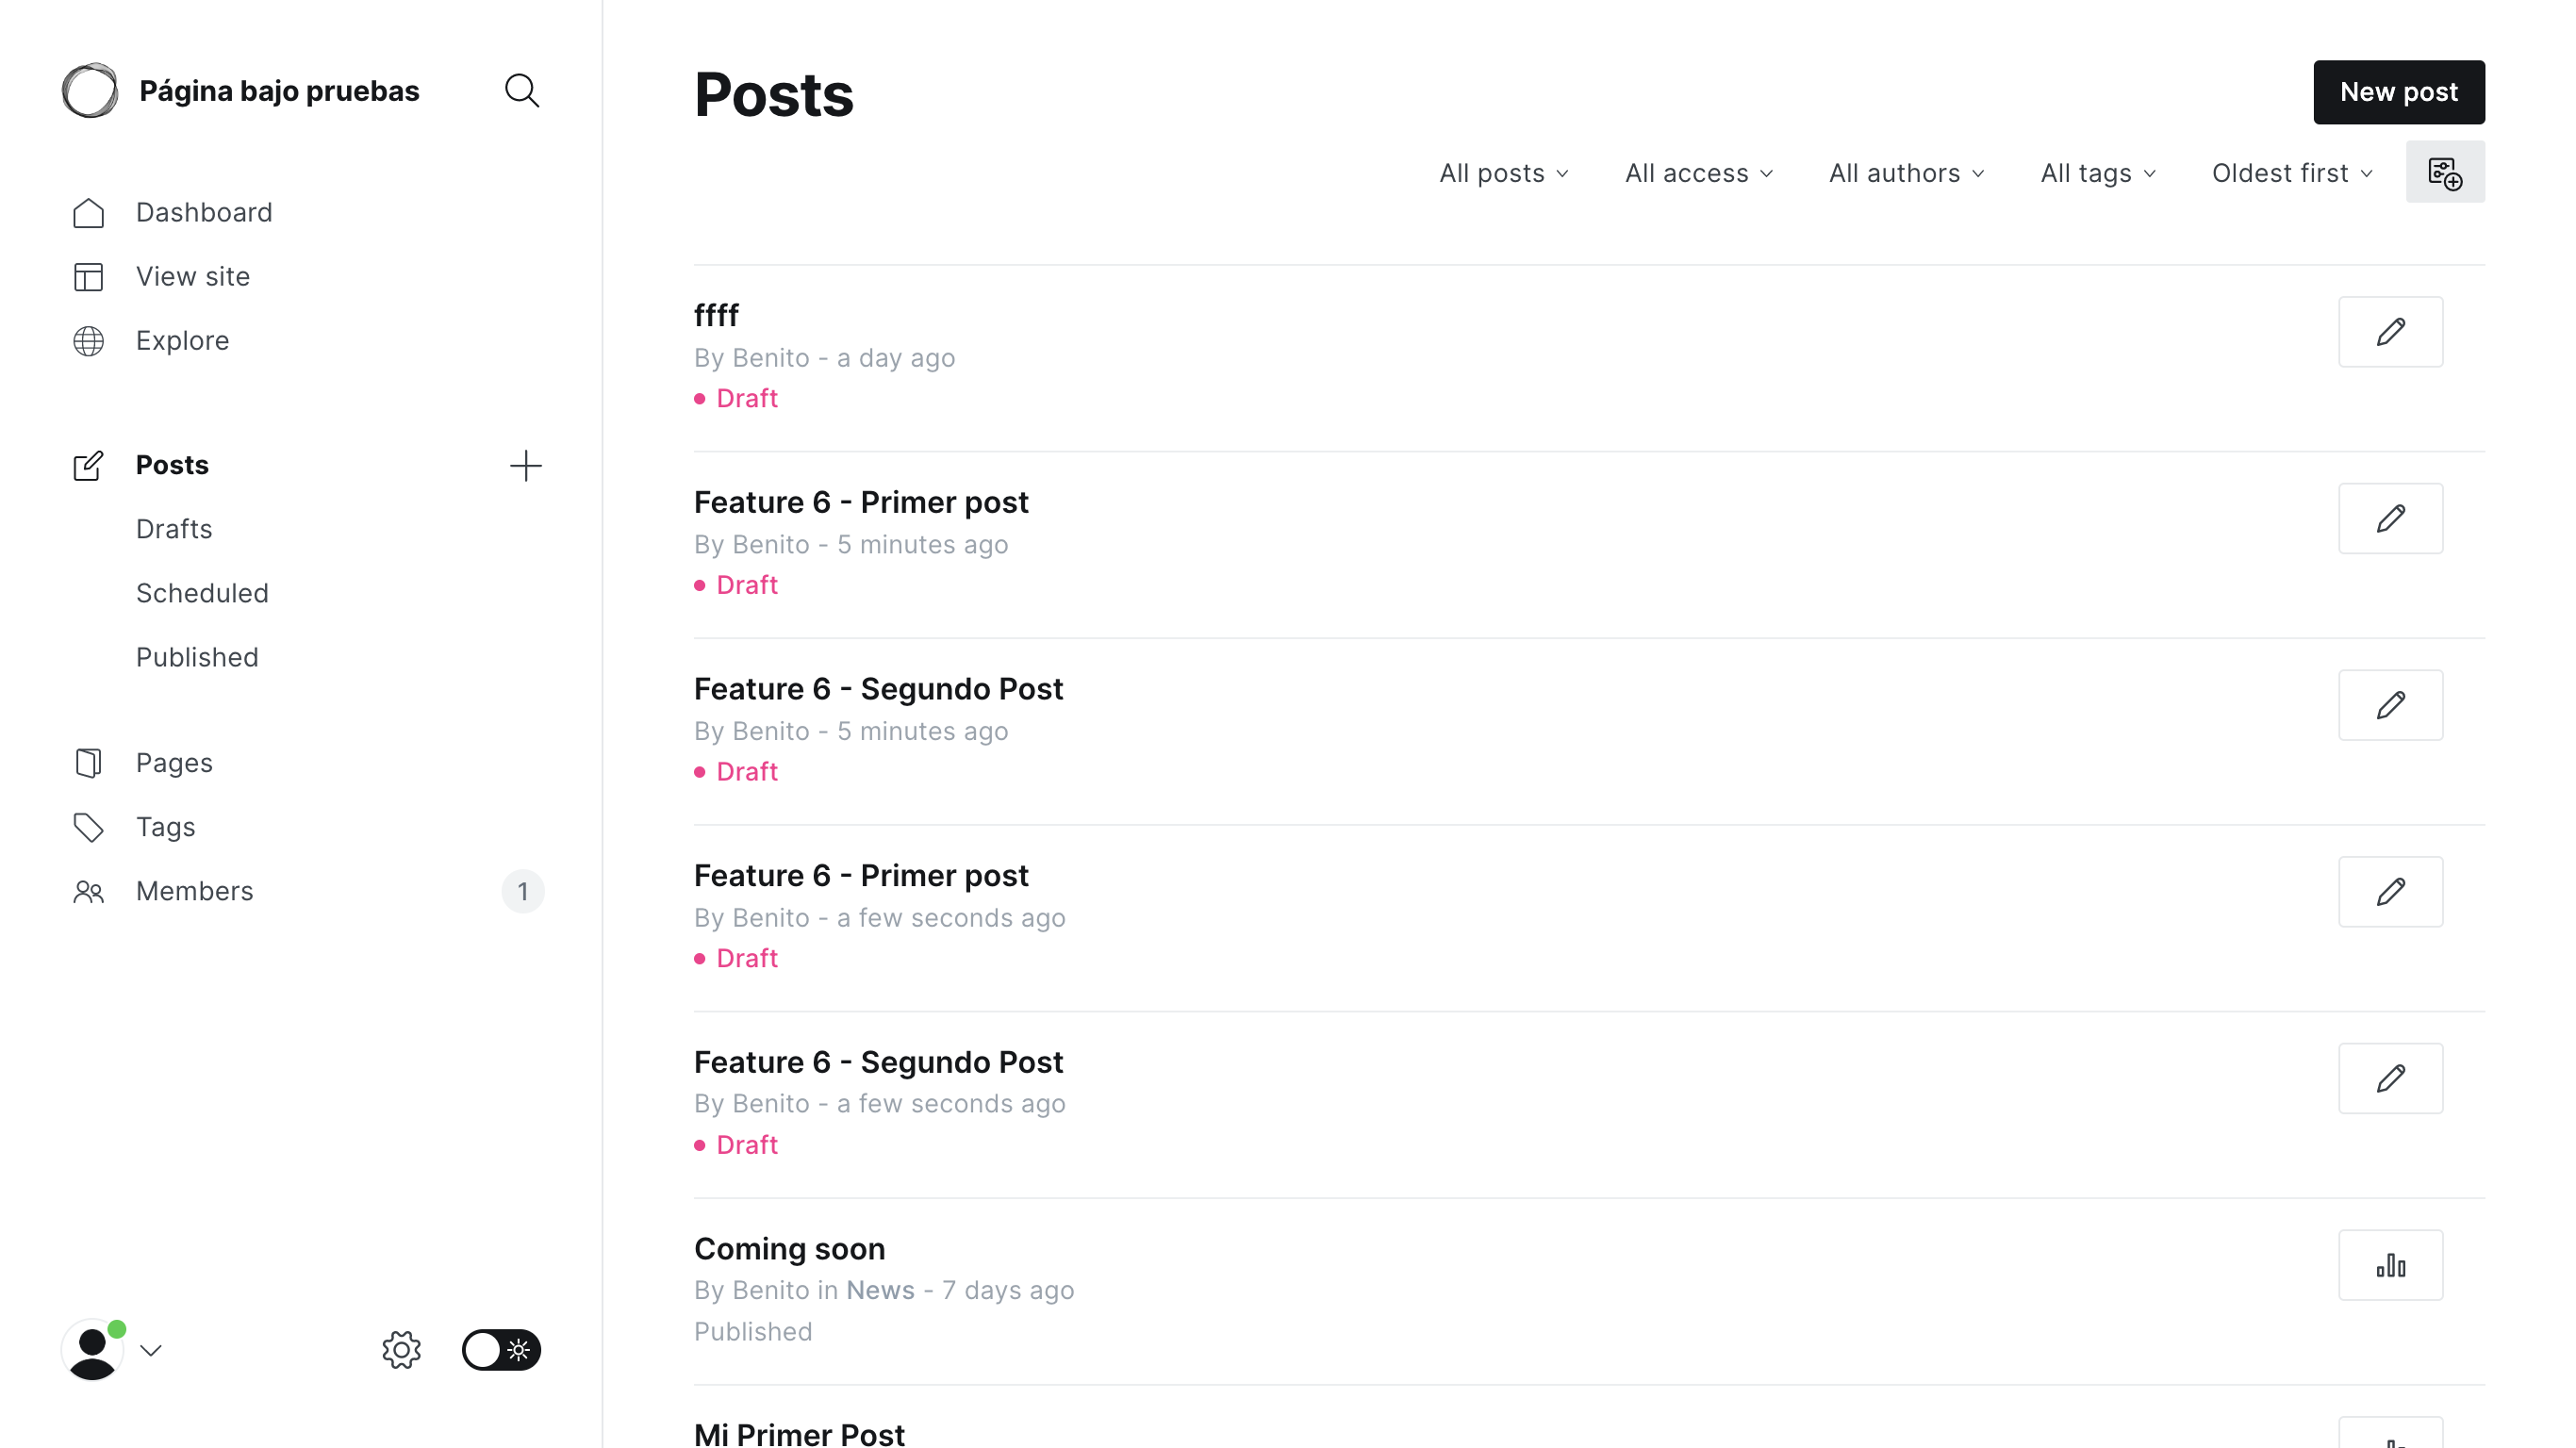 Página bajo pruebas
Dashboard
View site
Explore
Posts
Drafts
Scheduled
Published
Pages
Tags
Members
1
Posts
New post
All posts
All access
All authors
All tags
Oldest first
ffff
By Benito - a day ago
Draft
Feature 6 - Primer post
By Benito - 5 minutes ago
Draft
Feature 6 - Segundo Post
By Benito - 5 minutes ago
Draft
Feature 6 - Primer post
By Benito - a few seconds ago
Draft
Feature 6 - Segundo Post
By Benito - a few seconds ago
Draft
Coming soon
By Benito in News - 7 days ago
Published
Mi Primer Post